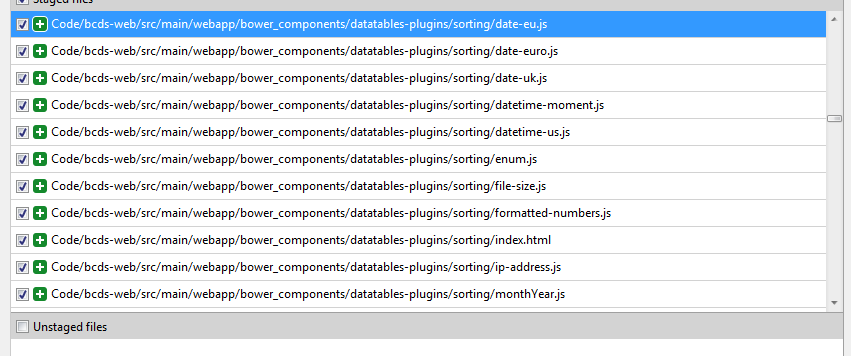 Staged files
Code/bcds-web/src/main/webapp/bower_components/datatables-plugins/sorting/date-eu.js
Code/bcds-web/src/main/webapp/bower_components/datatables-plugins/sorting/date-euro.js
Code/bcds-web/src/main/webapp/bower_components/datatables-plugins/sorting/date-uk.js
Code/bcds-web/src/main/webapp/bower_components/datatables-plugins/sorting/datetime-moment.js
Code/bcds-web/src/main/webapp/bower_components/datatables-plugins/sorting/datetime-us.js
Code/bcds-web/src/main/webapp/bower_components/datatables-plugins/sorting/enum.js
Code/bcds-web/src/main/webapp/bower_components/datatables-plugins/sorting/file-size.js
Code/bcds-web/src/main/webapp/bower_components/datatables-plugins/sorting/formatted-numbers.js
Code/bcds-web/src/main/webapp/bower_components/datatables-plugins/sorting/index.html
Code/bcds-web/src/main/webapp/bower_components/datatables-plugins/sorting/ip-address.js
Code/bcds-web/src/main/webapp/bower_components/datatables-plugins/sorting/monthYear.js
Unstaged files